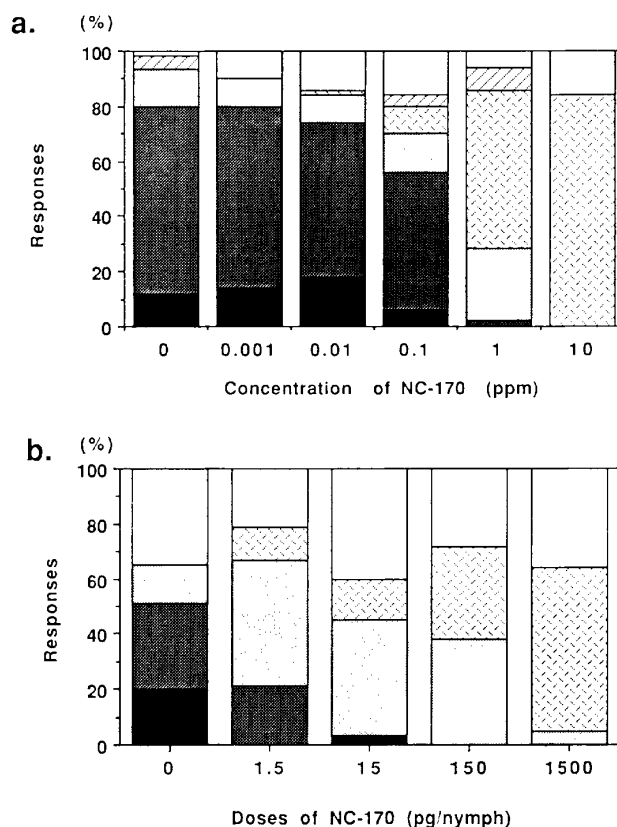 a.
(%)
100
80
60
40
20
0
Responses
0 0.001 0.01 0.1 1 10
Concentration of NC-170 (ppm)
b.
(%)
100
80
60
40
20
0
Responses
0 1.5 15 150 1500
Doses of NC-170 (pg/nymph)